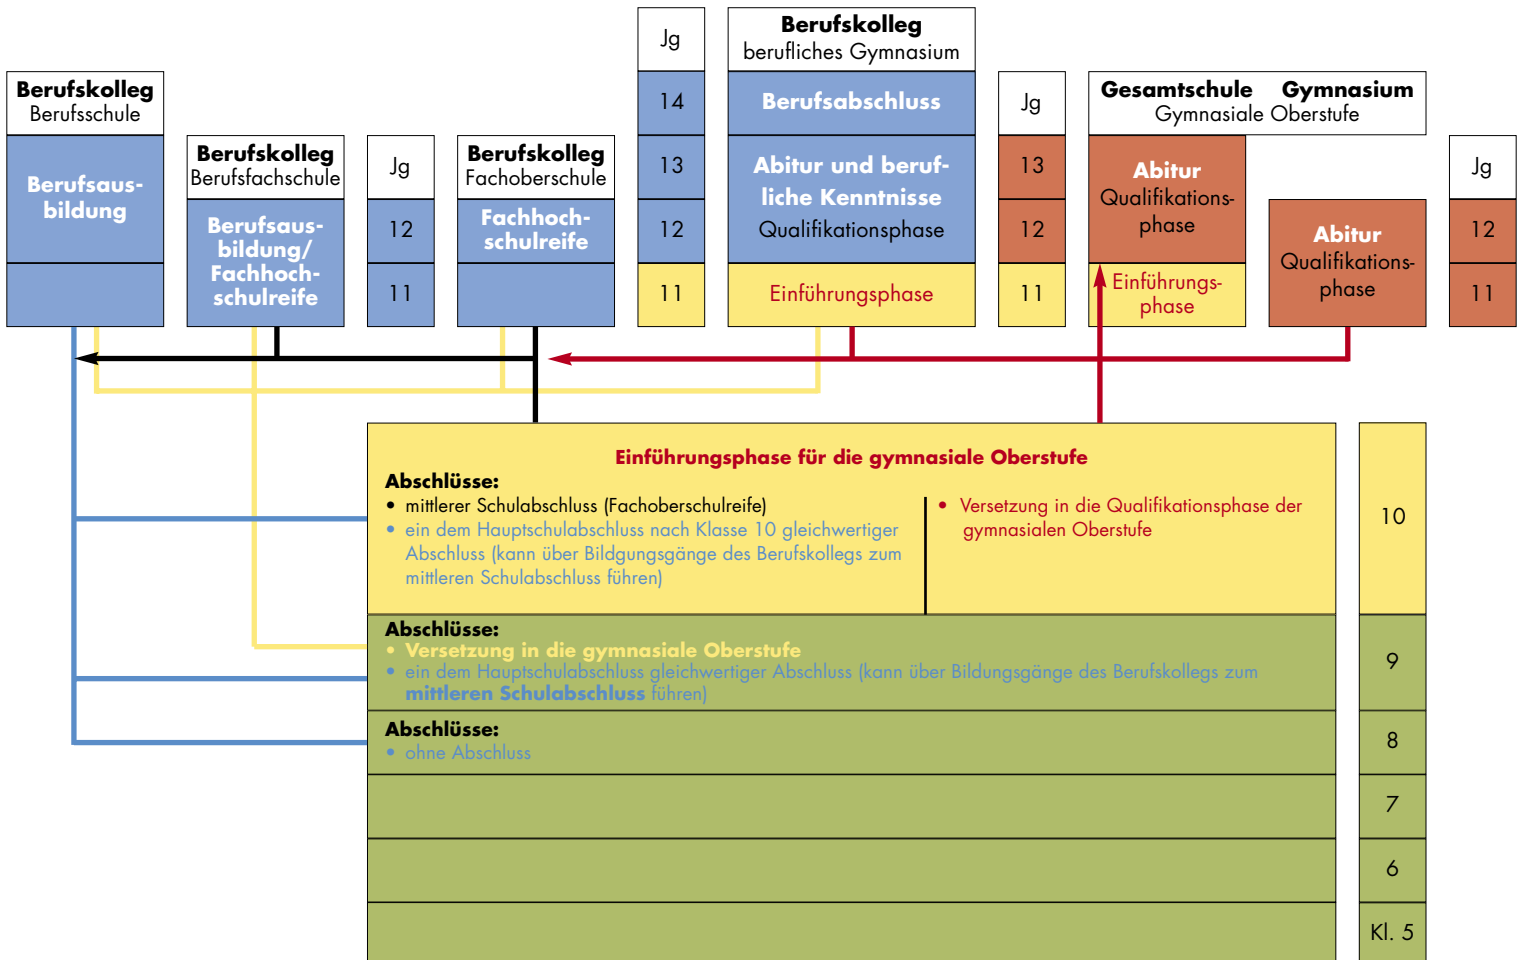 Berufskolleg
Berufsschule
Berufsaus-
bildung
Berufskolleg
Berufsfachschule
Berufsaus-
bildung/
Fachhoch-
schulreife
Jg
12
11
Berufskolleg
Fachoberschule
Fachhoch-
schulreife
Jg
14
13
12
11
Berufskolleg
berufliches Gymnasium
Berufsabschluss
Abitur und beruf-
liche Kenntnisse
Qualifikationsphase
Einführungsphase
Jg
13
12
11
Gesamtschule Gymnasium
Gymnasiale Oberstufe
Abitur
Qualifikations-
phase
Einführungs-
phase
Abitur
Qualifikations-
phase
Jg
12
11
Einführungsphase für die gymnasiale Oberstufe
Abschlüsse:
• mittlerer Schulabschluss (Fachoberschulreife)
• ein dem Hauptschulabschluss nach Klasse 10 gleichwertiger
Abschluss (kann über Bildgungsgänge des Berufskollegs zum
mittleren Schulabschluss führen)
• Versetzung in die Qualifikationsphase der
gymnasialen Oberstufe
10
Abschlüsse:
• Versetzung in die gymnasiale Oberstufe
• ein dem Hauptschulabschluss gleichwertiger Abschluss (kann über Bildungsgänge des Berufskollegs zum
mittleren Schulabschluss führen)
9
Abschlüsse:
• ohne Abschluss
8
7
6
Kl. 5